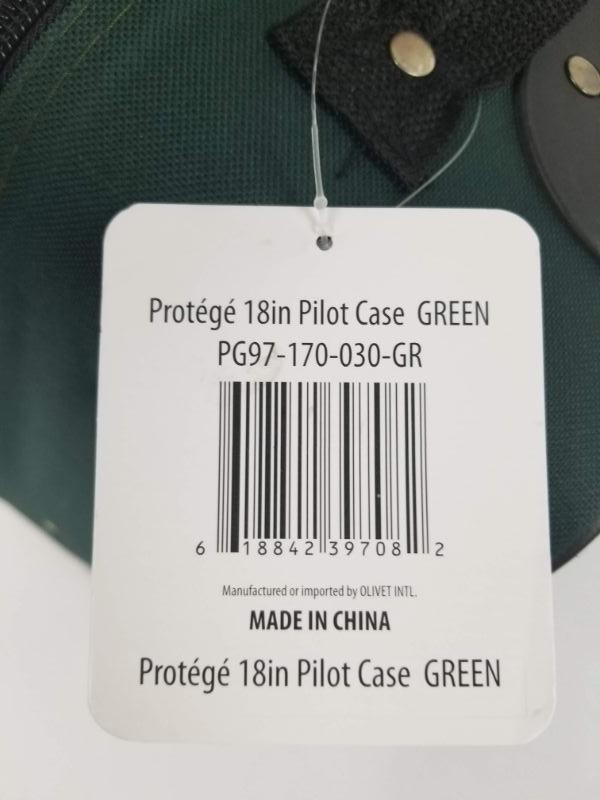 Protégé 18in Pilot Case GREEN
PG97-170-030-GR
6 18842 39708 2
Manufactured or imported by OLIVET INTL.
MADE IN CHINA
Protégé 18in Pilot Case GREEN